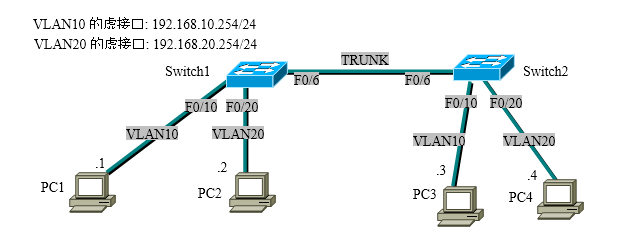 VLAN10 的虚接口: 192.168.10.254/24
VLAN20 的虚接口: 192.168.20.254/24
TRUNK
Switch1
Switch2
F0/6
F0/6
F0/10
F0/20
F0/10
F0/20
VLAN10
VLAN20
VLAN10
VLAN20
.1
.2
.3
.4
PC1
PC2
PC3
PC4